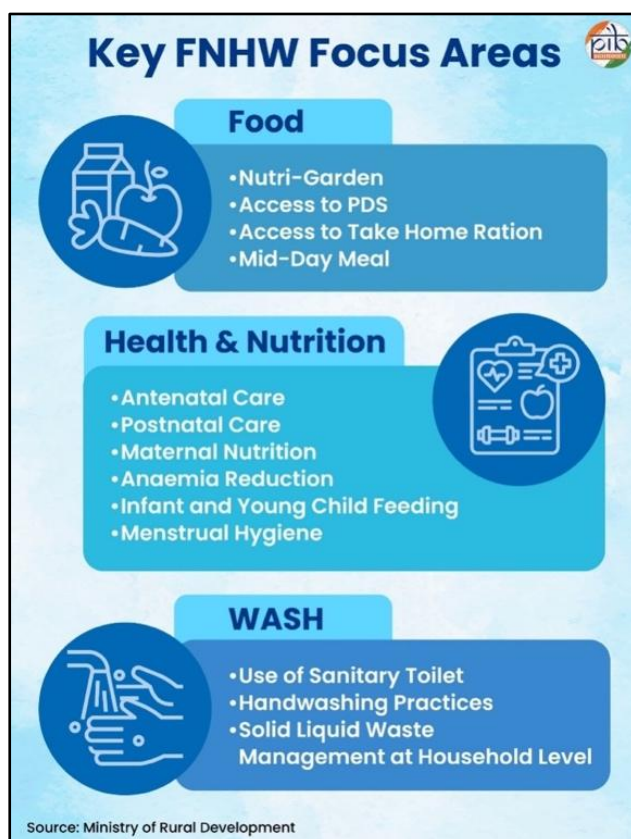 Key FNHW Focus Areas
pib
Food
•Nutri-Garden
•Access to PDS
•Access to Take Home Ration
•Mid-Day Meal
Health & Nutrition
•Antenatal Care
•Postnatal Care
•Maternal Nutrition
•Anaemia Reduction
•Infant and Young Child Feeding
•Menstrual Hygiene
WASH
•Use of Sanitary Toilet
•Handwashing Practices
•Solid Liquid Waste
Management at Household Level
Source: Ministry of Rural Development